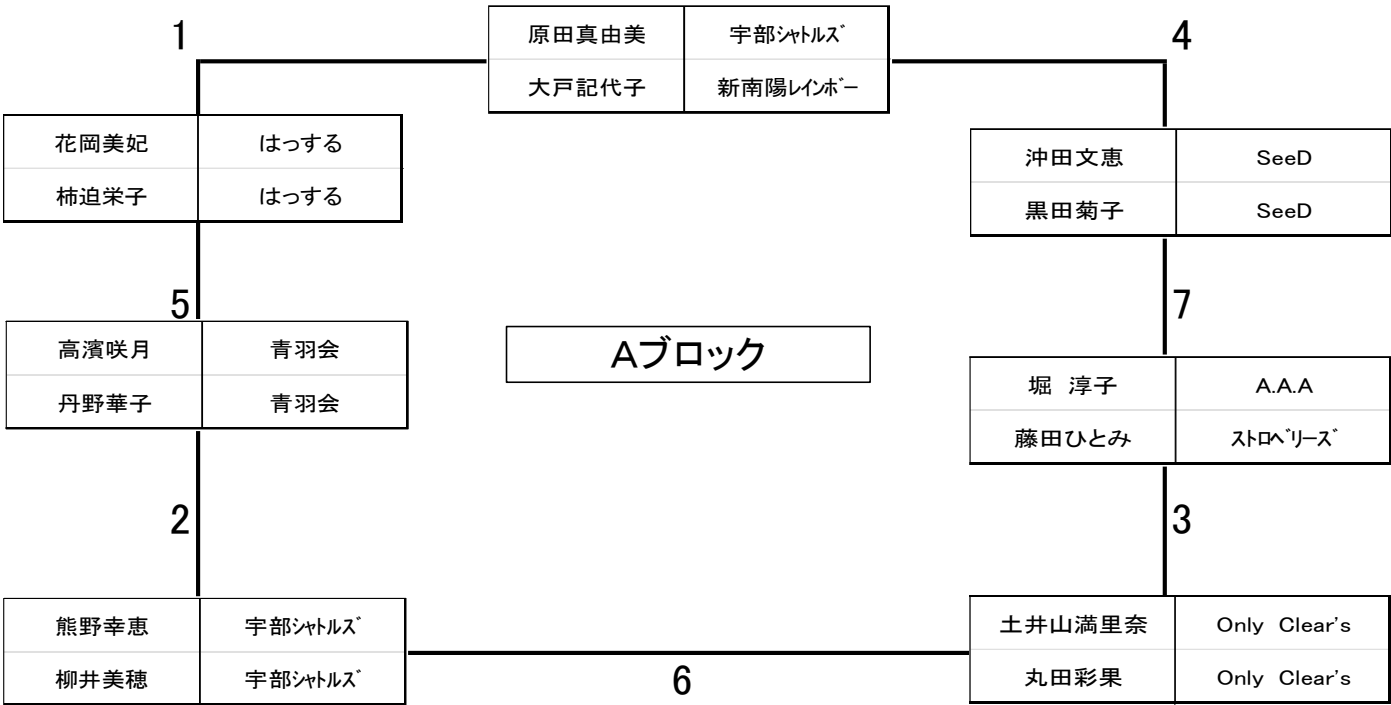 1
原田真由美 宇部シャトルズ
大戸記代子 新南陽レインボー
4
花岡美妃 はっする
柿迫栄子 はっする
沖田文恵 SeeD
黒田菊子 SeeD
5
7
高濱咲月 青羽会
丹野華子 青羽会
Aブロック
堀 淳子 A.A.A
藤田ひとみ ストロベリーズ
2
3
熊野幸恵 宇部シャトルズ
柳井美穂 宇部シャトルズ
6
土井山満里奈 Only Clear's
丸田彩果 Only Clear's